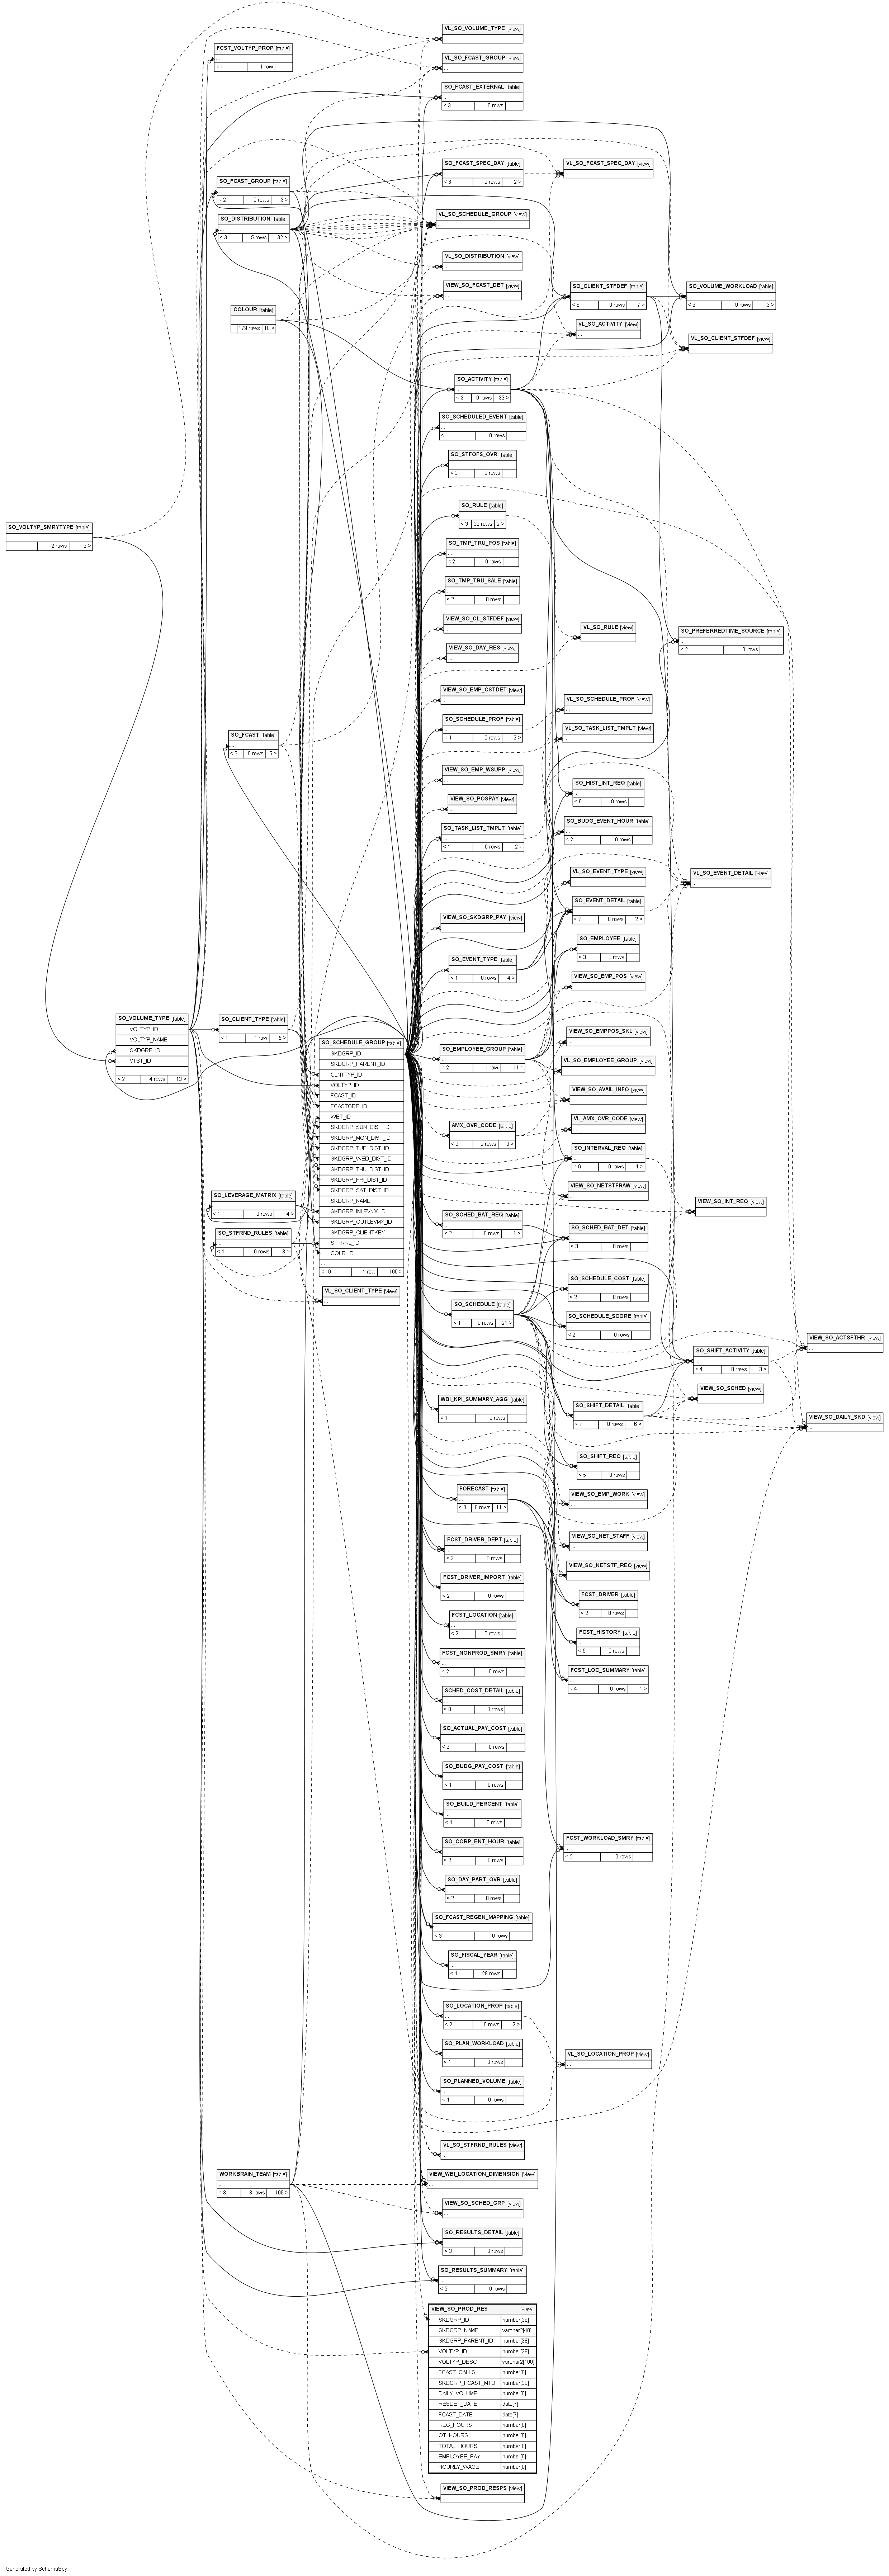 VL_SO_VOLUME_TYPE [view]
...
FCST_VOLTYP_PROP [table]
...
< 1 1 row
VL_SO_FCAST_GROUP [view]
...
SO_FCAST_EXTERNAL [table]
...
< 3 0 rows
SO_FCAST_SPEC_DAY [table]
...
< 3 0 rows 2 >
VL_SO_FCAST_SPEC_DAY [view]
...
SO_FCAST_GROUP [table]
...
< 2 0 rows 3 >
SO_DISTRIBUTION [table]
...
< 3 5 rows 32 >
VL_SO_SCHEDULE_GROUP [view]
...
VL_SO_DISTRIBUTION [view]
...
VIEW_SO_FCAST_DET [view]
...
SO_CLIENT_STFDEF [table]
...
< 6 0 rows 7 >
SO_VOLUME_WORKLOAD [table]
...
< 3 0 rows 3 >
COLOUR [table]
...
179 rows 18 >
VL_SO_ACTIVITY [view]
...
VL_SO_CLIENT_STFDEF [view]
...
SO_ACTIVITY [table]
...
< 3 6 rows 33 >
SO_SCHEDULED_EVENT [table]
...
< 1 0 rows
SO_STFOFS_OVR [table]
...
< 3 0 rows
SO_RULE [table]
...
< 3 33 rows 2 >
SO_VOLTYP_SMRYTYPE [table]
...
2 rows 2 >
SO_TMP_TRU_POS [table]
...
< 2 0 rows
SO_TMP_TRU_SALE [table]
...
< 2 0 rows
VIEW_SO_CL_STFDEF [view]
...
VL_SO_RULE [view]
...
SO_PREFERREDTIME_SOURCE [table]
...
< 2 0 rows
VIEW_SO_DAY_RES [view]
...
VIEW_SO_EMP_CSTDET [view]
...
VL_SO_SCHEDULE_PROF [view]
...
SO_SCHEDULE_PROF [table]
...
< 1 0 rows 2 >
VL_SO_TASK_LIST_TMPLT [view]
...
SO_FCAST [table]
...
< 3 0 rows 5 >
VIEW_SO_EMP_WSUPP [view]
...
SO_HIST_INT_REQ [table]
...
< 6 0 rows
VIEW_SO_POSPAY [view]
...
SO_TASK_LIST_TMPLT [table]
...
< 1 0 rows 2 >
SO_BUDG_EVENT_HOUR [table]
...
< 2 0 rows
VL_SO_EVENT_TYPE [view]
...
VL_SO_EVENT_DETAIL [view]
...
SO_EVENT_DETAIL [table]
...
< 7 0 rows 2 >
VIEW_SO_SKDGRP_PAY [view]
...
SO_EMPLOYEE [table]
...
< 3 0 rows
SO_EVENT_TYPE [table]
...
< 1 0 rows 4 >
VIEW_SO_EMP_POS [view]
...
SO_VOLUME_TYPE [table]
VOLTYP_ID
VOLTYP_NAME
SKDGRP_ID
VTST_ID
...
< 2 4 rows 13 >
SO_CLIENT_TYPE [table]
...
< 1 1 row 5 >
SO_SCHEDULE_GROUP [table]
SKDGRP_ID
SKDGRP_PARENT_ID
CLNTTYP_ID
VOLTYP_ID
FCAST_ID
FCASTGRP_ID
WBT_ID
SKDGRP_SUN_DIST_ID
SKDGRP_MON_DIST_ID
SKDGRP_TUE_DIST_ID
SKDGRP_WED_DIST_ID
SKDGRP_THU_DIST_ID
SKDGRP_FRI_DIST_ID
SKDGRP_SAT_DIST_ID
SKDGRP_NAME
SKDGRP_INLEVMX_ID
SKDGRP_OUTLEVMX_ID
SKDGRP_CLIENTKEY
STFRRL_ID
COLR_ID
...
< 16 1 row 100 >
VIEW_SO_EMPPOS_SKL [view]
...
SO_EMPLOYEE_GROUP [table]
...
< 2 1 row 11 >
VL_SO_EMPLOYEE_GROUP [view]
...
VIEW_SO_AVAIL_INFO [view]
...
AMX_OVR_CODE [table]
...
< 2 2 rows 3 >
VL_AMX_OVR_CODE [view]
...
SO_INTERVAL_REQ [table]
...
< 6 0 rows 1 >
VIEW_SO_NETSTFRAW [view]
...
VIEW_SO_INT_REQ [view]
...
SO_LEVERAGE_MATRIX [table]
...
< 1 0 rows 4 >
SO_STFRND_RULES [table]
...
< 1 0 rows 3 >
VL_SO_CLIENT_TYPE [view]
...
SO_SCHED_BAT_REQ [table]
...
< 2 0 rows 1 >
SO_SCHED_BAT_DET [table]
...
< 3 0 rows
SO_SCHEDULE_COST [table]
...
< 2 0 rows
SO_SCHEDULE [table]
...
< 1 0 rows 21 >
SO_SCHEDULE_SCORE [table]
...
< 2 0 rows
VIEW_SO_ACTSFTHR [view]
...
SO_SHIFT_ACTIVITY [table]
...
< 4 0 rows 3 >
VIEW_SO_SCHED [view]
...
WBI_KPI_SUMMARY_AGG [table]
...
< 1 0 rows
SO_SHIFT_DETAIL [table]
...
< 7 0 rows 6 >
VIEW_SO_DAILY_SKD [view]
...
SO_SHIFT_REQ [table]
...
< 5 0 rows
FORECAST [table]
...
< 8 0 rows 11 >
VIEW_SO_EMP_WORK [view]
...
VIEW_SO_NET_STAFF [view]
...
FCST_DRIVER_DEPT [table]
...
< 2 0 rows
VIEW_SO_NETSTF_REQ [view]
...
FCST_DRIVER_IMPORT [table]
...
< 2 0 rows
FCST_DRIVER [table]
...
< 2 0 rows
FCST_LOCATION [table]
...
< 2 0 rows
FCST_HISTORY [table]
...
< 5 0 rows
FCST_NONPROD_SMRY [table]
...
< 2 0 rows
FCST_LOC_SUMMARY [table]
...
< 4 0 rows 1 >
SCHED_COST_DETAIL [table]
...
< 8 0 rows
SO_ACTUAL_PAY_COST [table]
...
< 2 0 rows
SO_BUDG_PAY_COST [table]
...
< 1 0 rows
SO_BUILD_PERCENT [table]
...
< 1 0 rows
SO_CORP_ENT_HOUR [table]
...
< 2 0 rows
FCST_WORKLOAD_SMRY [table]
...
< 2 0 rows
SO_DAY_PART_OVR [table]
...
< 2 0 rows
SO_FCAST_REGEN_MAPPING [table]
...
< 3 0 rows
SO_FISCAL_YEAR [table]
...
< 1 29 rows
SO_LOCATION_PROP [table]
...
< 2 0 rows 2 >
SO_PLAN_WORKLOAD [table]
...
< 1 0 rows
VL_SO_LOCATION_PROP [view]
...
SO_PLANNED_VOLUME [table]
...
< 1 0 rows
VL_SO_STFRND_RULES [view]
...
WORKBRAIN_TEAM [table]
...
< 3 3 rows 108 >
VIEW_WBI_LOCATION_DIMENSION [view]
...
VIEW_SO_SCHED_GRP [view]
...
SO_RESULTS_DETAIL [table]
...
< 3 0 rows
SO_RESULTS_SUMMARY [table]
...
< 2 0 rows
VIEW_SO_PROD_RES [view]
SKDGRP_ID number[38]
SKDGRP_NAME varchar2[40]
SKDGRP_PARENT_ID number[38]
VOLTYP_ID number[38]
VOLTYP_DESC varchar2[100]
FCAST_CALLS number[0]
SKDGRP_FCAST_MTD number[38]
DAILY_VOLUME number[0]
RESDET_DATE date[7]
FCAST_DATE date[7]
REG_HOURS number[0]
OT_HOURS number[0]
TOTAL_HOURS number[0]
EMPLOYEE_PAY number[0]
HOURLY_WAGE number[0]
VIEW_SO_PROD_RESPS [view]
...
Generated by SchemaSpy